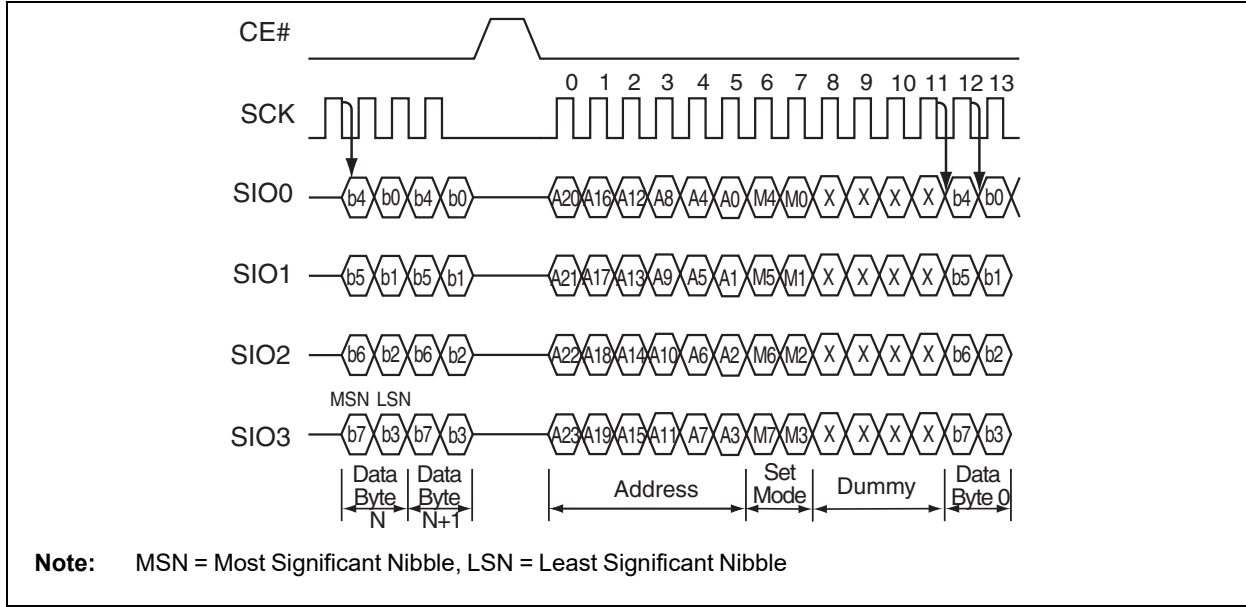 CE#
0 1 2 3 4 5 6 7 8 9 10 11 12 13
SCK
SIO0 b4 b0 b4 b0 A20 A16 A12 A8 A4 A0 M4 M0 X X X X b4 b0
SIO1 b5 b1 b5 b1 A21 A17 A13 A9 A5 A1 M5 M1 X X X X b5 b1
SIO2 b6 b2 b6 b2 A22 A18 A14 A10 A6 A2 M6 M2 X X X X b6 b2
MSN LSN
SIO3 b7 b3 b7 b3 A23 A19 A15 A11 A7 A3 M7 M3 X X X X b7 b3
Data Byte N
Data Byte N+1
Address
Set Mode
Dummy
Data Byte 0
Note: MSN = Most Significant Nibble, LSN = Least Significant Nibble